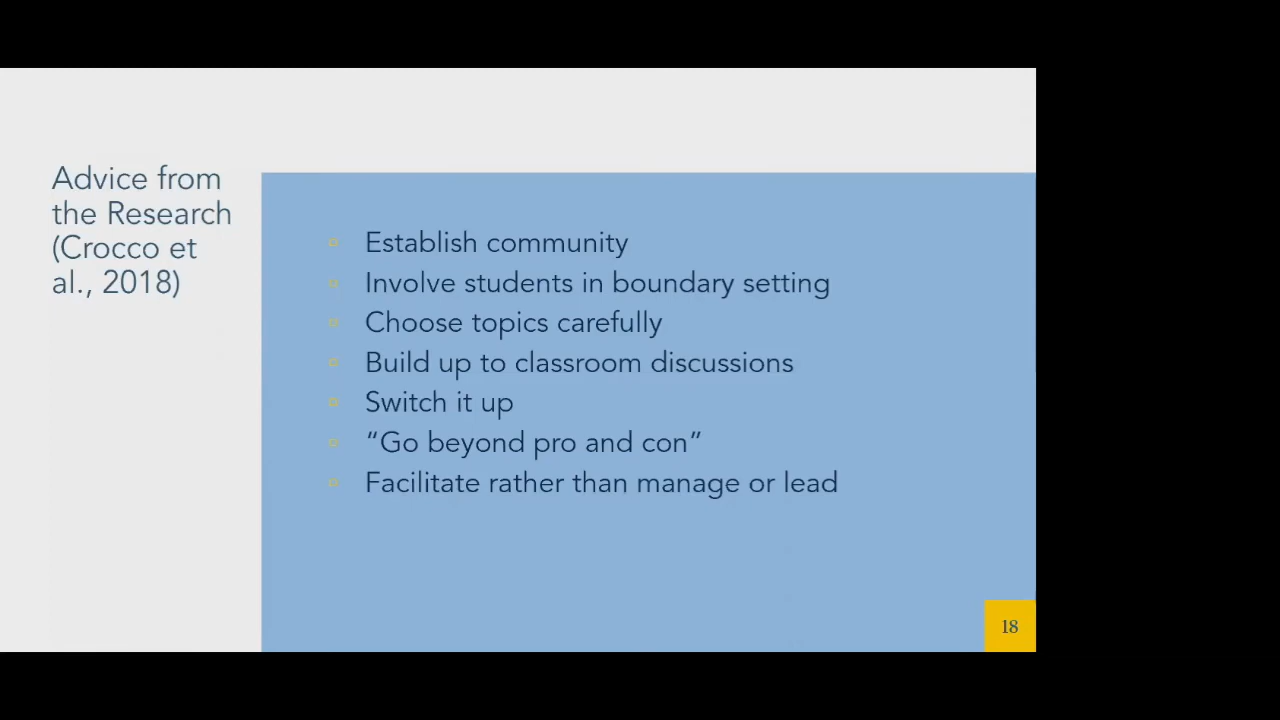 Advice from
the Research
(Crocco et
al., 2018)
Establish community
Involve students in boundary setting
Choose topics carefully
Build up to classroom discussions
Switch it up
“Go beyond pro and con”
Facilitate rather than manage or lead
18